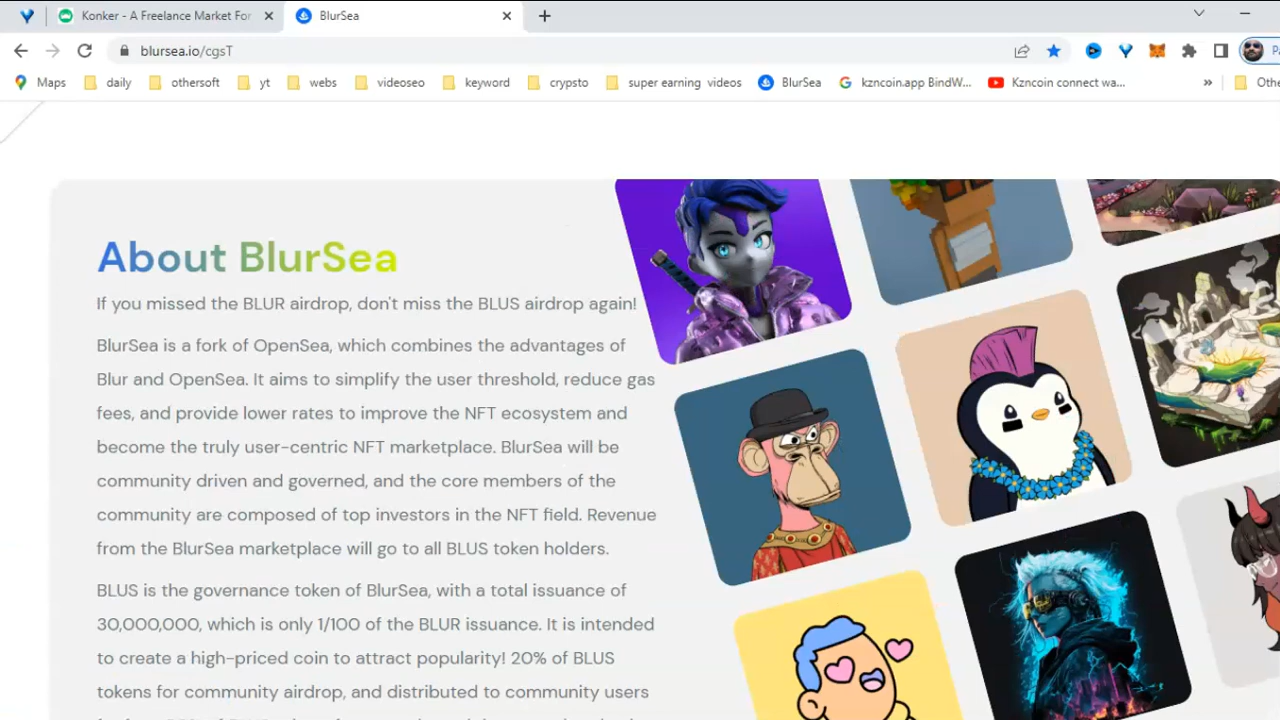 Konker - A Freelance Market For
BlurSea
blursea.io/cgsT
Maps
daily
othersoft
yt
webs
videoseo
keyword
crypsto
super earning videos
BlurSea
kzncoin.app BindW...
Kzncoin connect wa...
»
Othe
About BlurSea
If you missed the BLUR airdrop, don't miss the BLUS airdrop again!
BlurSea is a fork of OpenSea, which combines the advantages of
Blur and OpenSea. It aims to simplify the user threshold, reduce gas
fees, and provide lower rates to improve the NFT ecosystem and
become the truly user-centric NFT marketplace. BlurSea will be
community driven and governed, and the core members of the
community are composed of top investors in the NFT field. Revenue
from the BlurSea marketplace will go to all BLUS token holders.
BLUS is the governance token of BlurSea, with a total issuance of
30,000,000, which is only 1/100 of the BLUR issuance. It is intended
to create a high-priced coin to attract popularity! 20% of BLUS
tokens for community airdrop, and distributed to community users